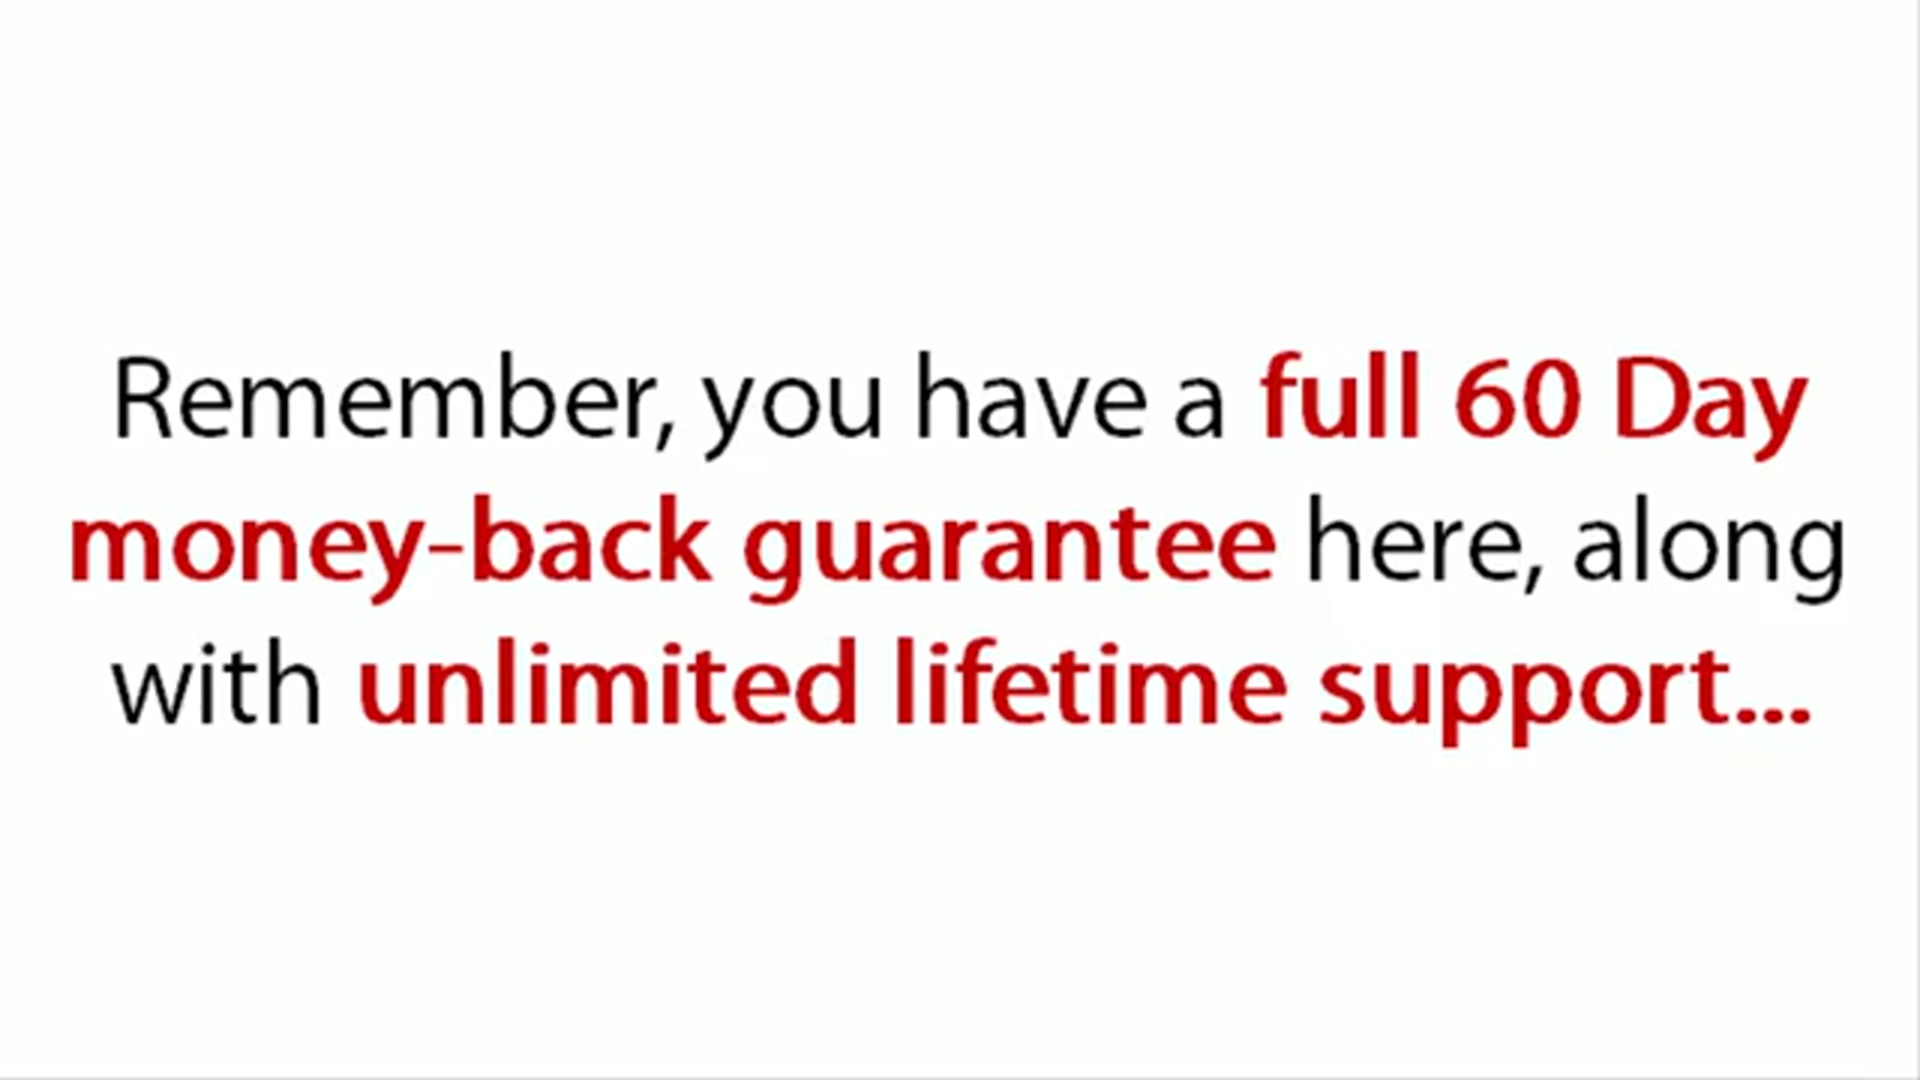 Remember, you have a full 60 Day
money-back guarantee here, along
with unlimited lifetime support...